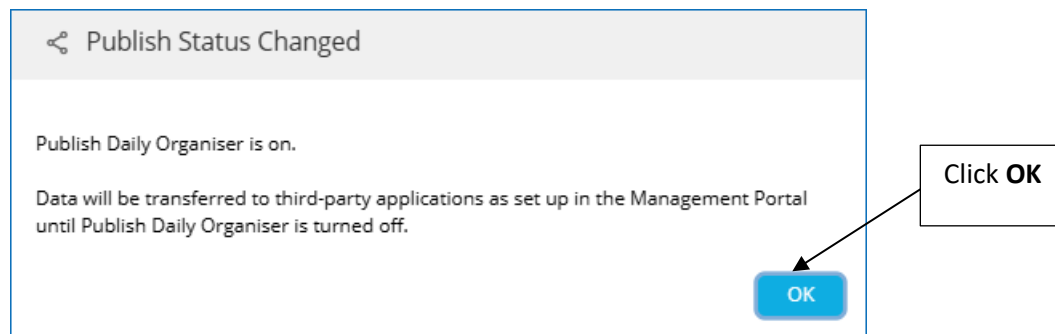 Publish Status Changed
Publish Daily Organiser is on.
Data will be transferred to third-party applications as set up in the Management Portal
until Publish Daily Organiser is turned off.
Click OK
OK